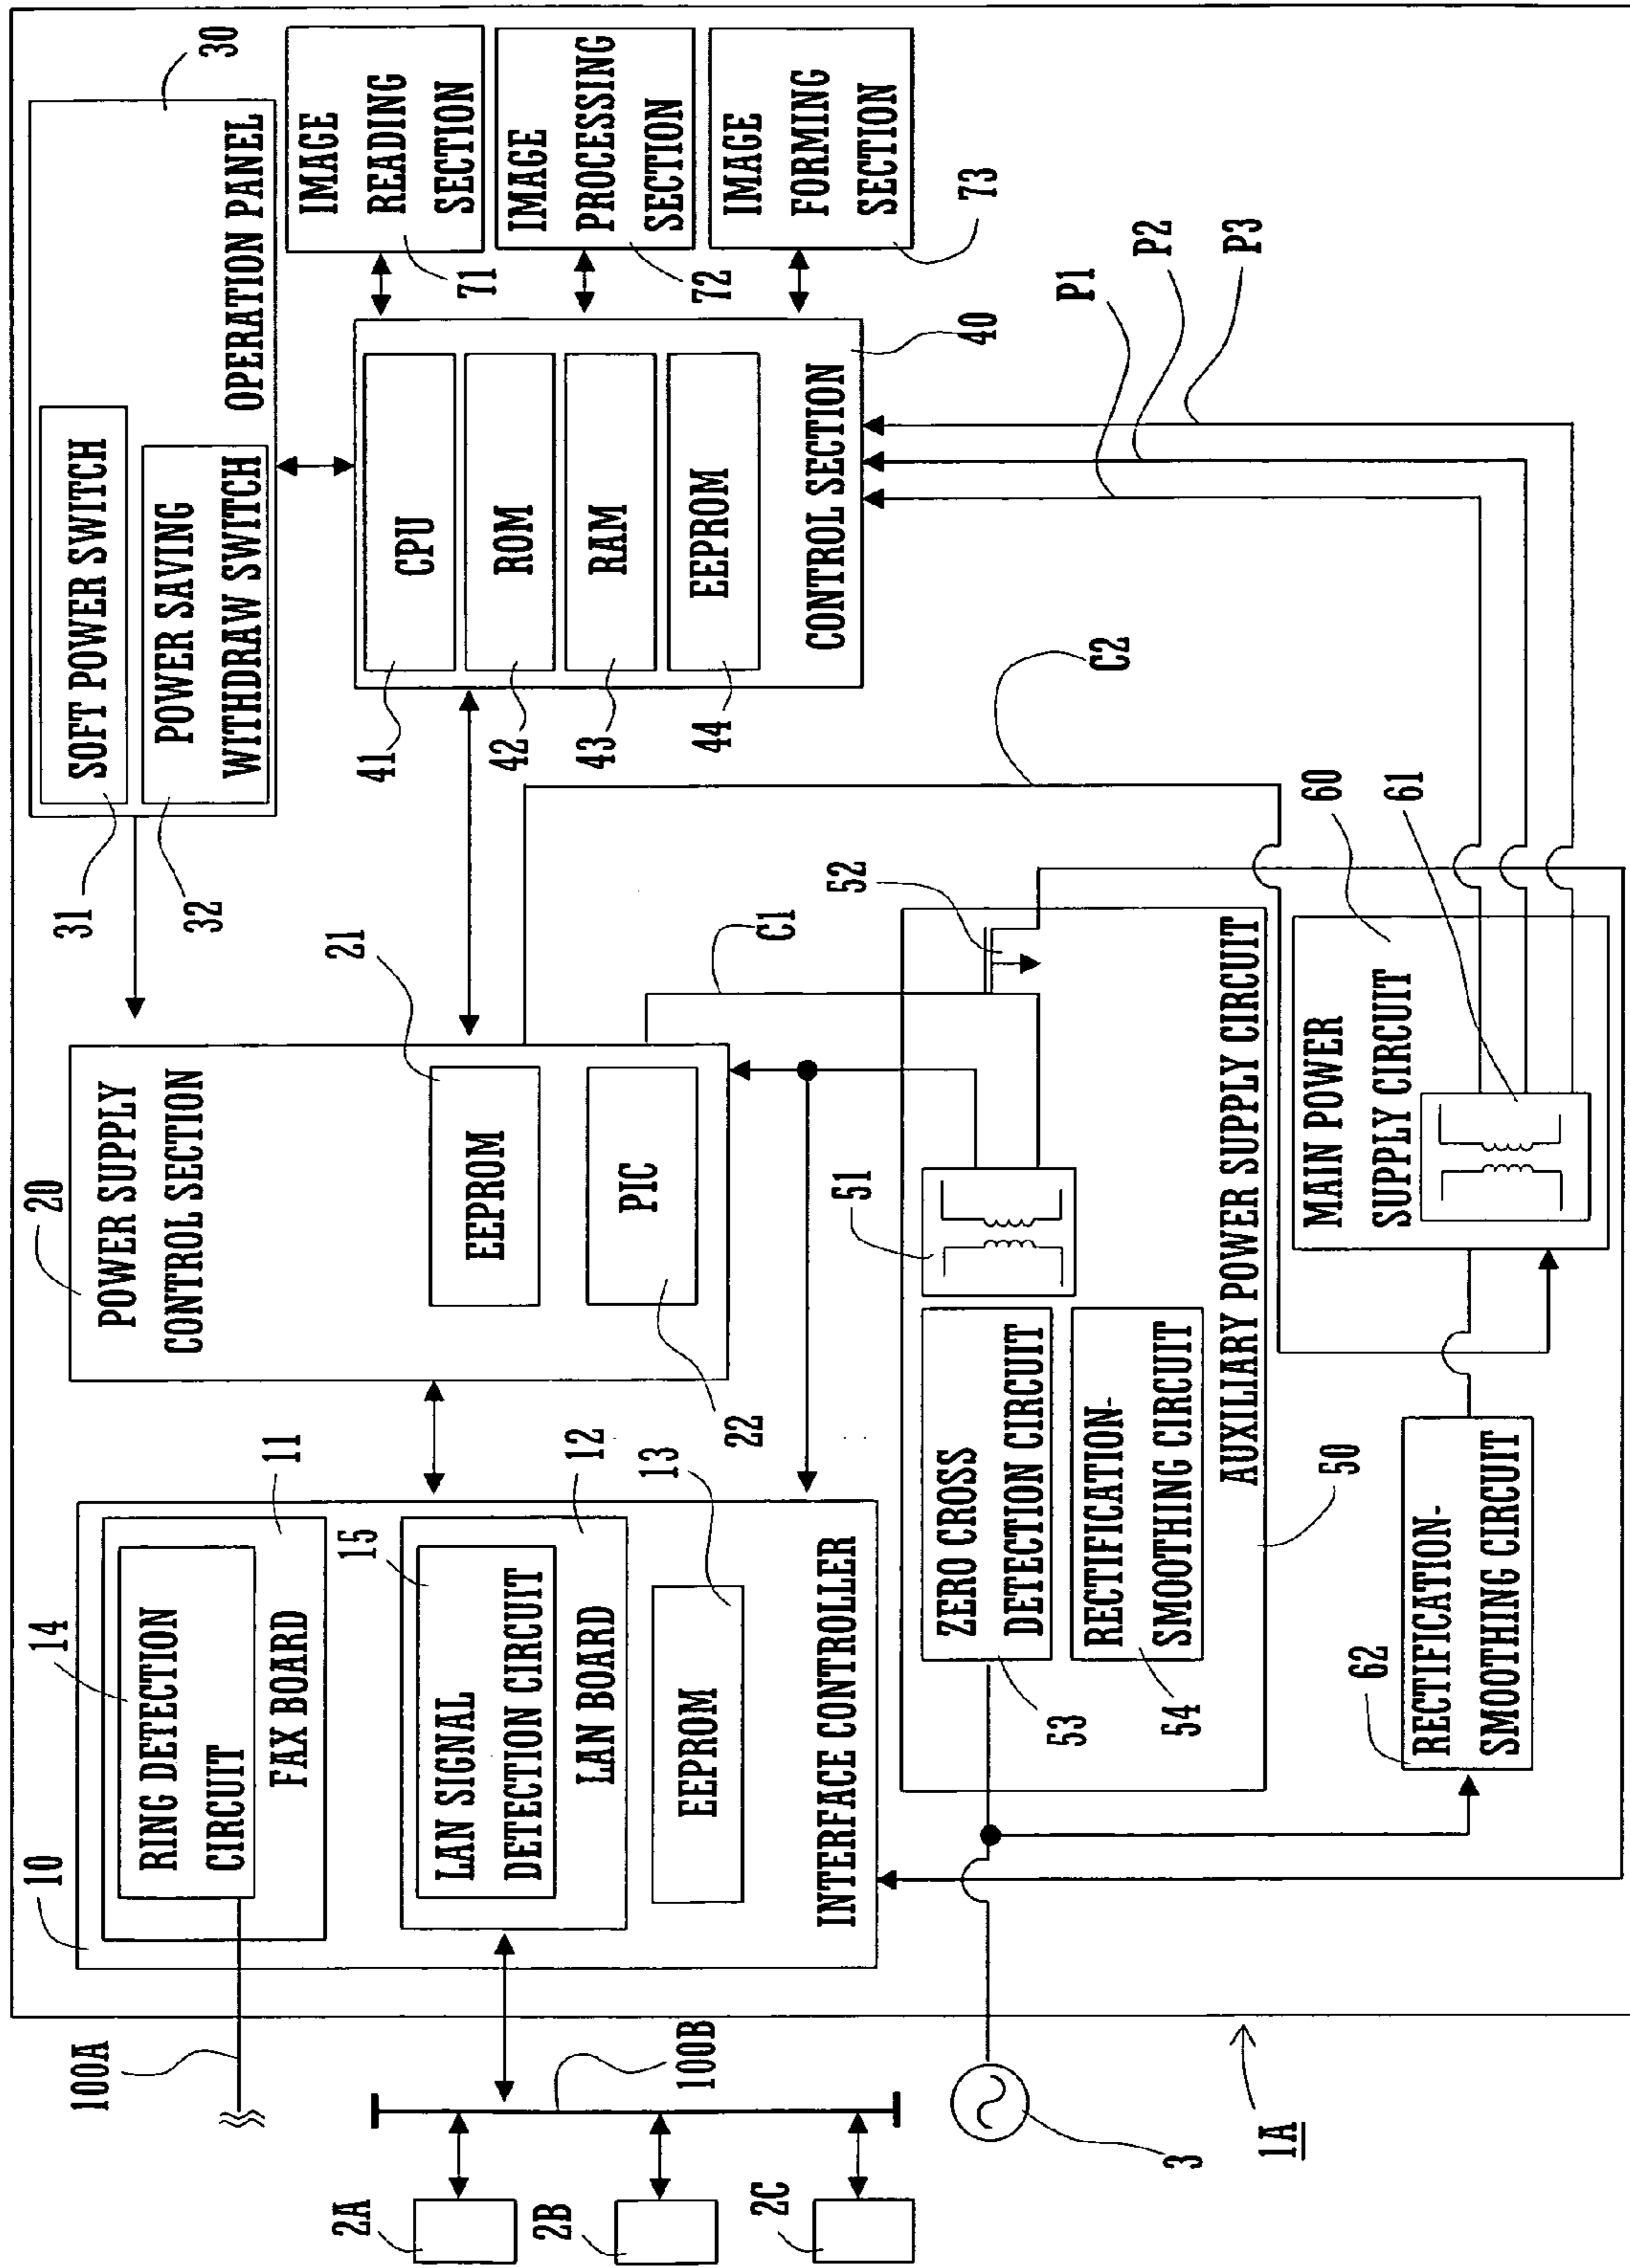 30
OPERATION PANEL
SOFT POWER SWITCH
31
POWER SAVING
WITHDRAW SWITCH
32
IMAGE
READING
SECTION
71
IMAGE
PROCESSING
SECTION
72
IMAGE
FORMING
SECTION
73
CPU
41
ROM
42
RAM
43
EEPROM
44
CONTROL SECTION
40
P1
P2
P3
C2
C1
20
POWER SUPPLY
CONTROL SECTION
EEPROM
21
PIC
22
10
14
RING DETECTION
CIRCUIT
FAX BOARD
11
15
LAN SIGNAL
DETECTION CIRCUIT
LAN BOARD
12
EEPROM
13
INTERFACE CONTROLLER
51
52
ZERO CROSS
DETECTION CIRCUIT
53
RECTIFICATION-
SMOOTHING CIRCUIT
54
AUXILIARY POWER SUPPLY CIRCUIT
50
MAIN POWER
SUPPLY CIRCUIT
60
61
RECTIFICATION-
SMOOTHING CIRCUIT
62
100A
100B
2A
2B
2C
3
1A